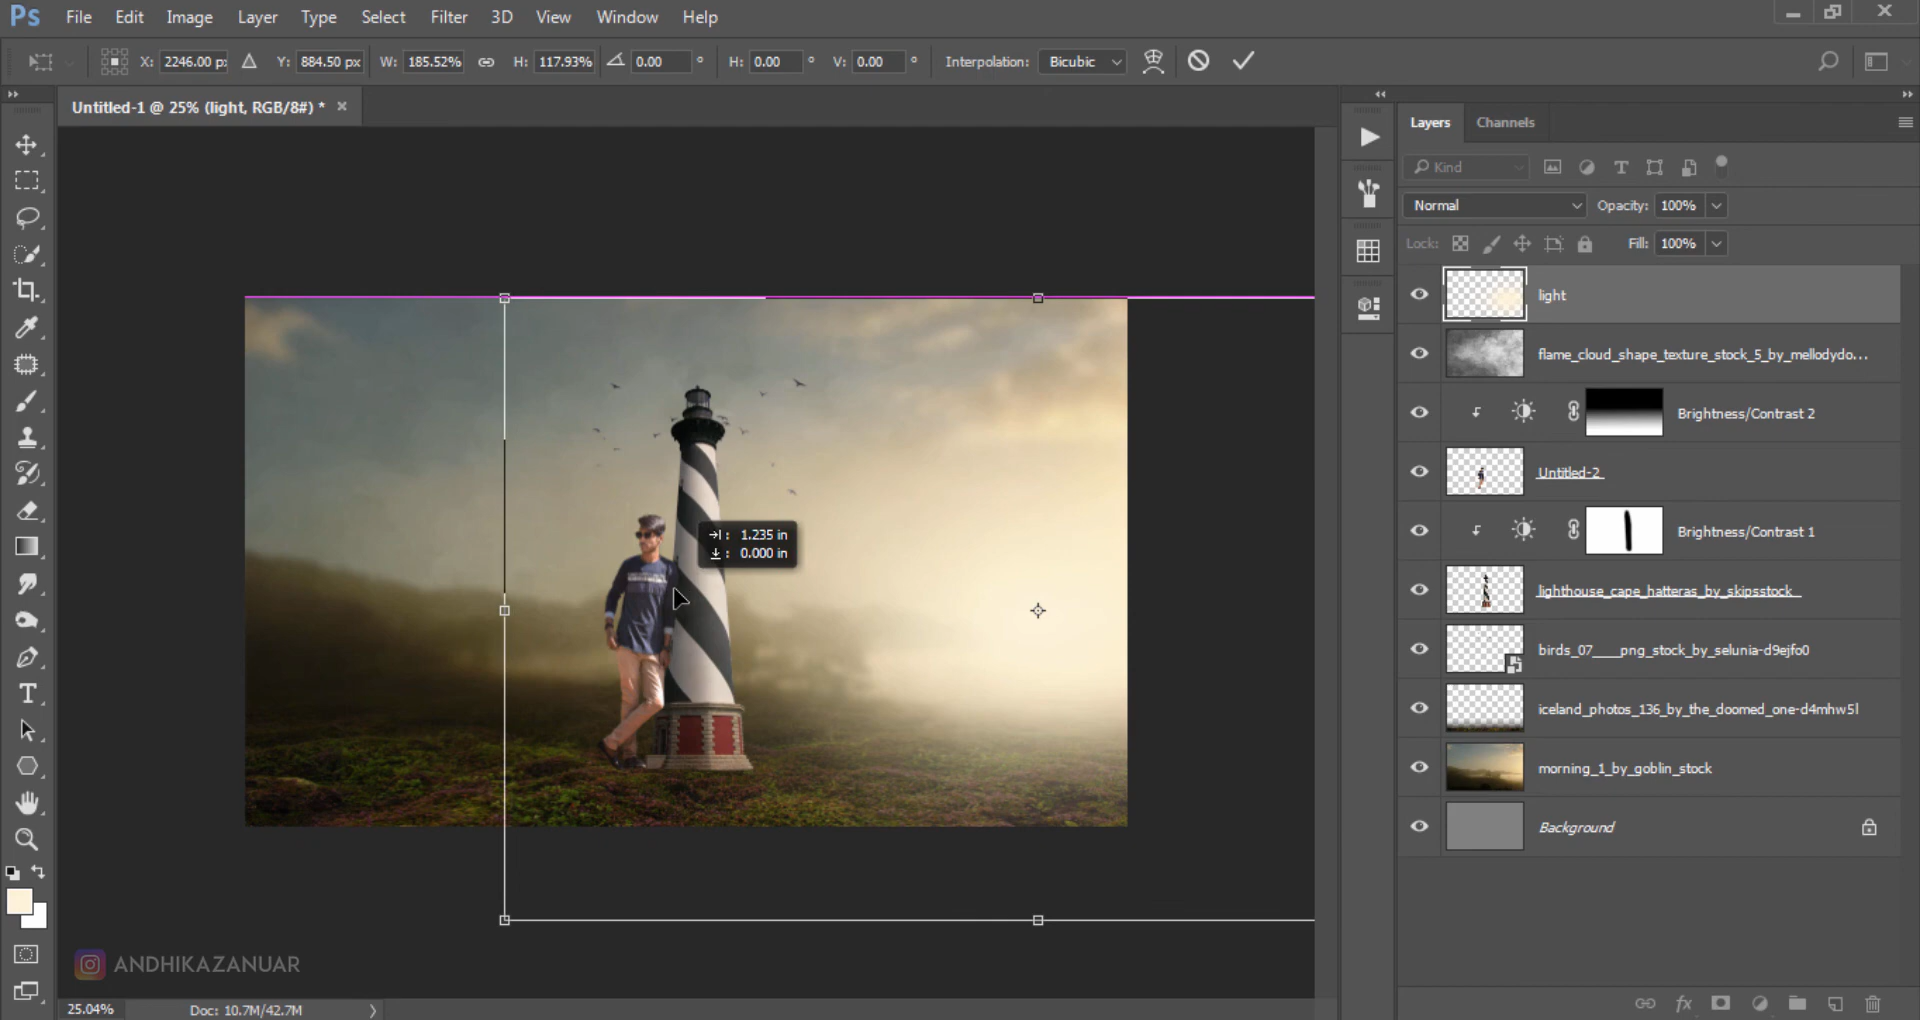 Ps File Edit Image Layer Type Select Filter 3D View Window Help
X: 2246.00 p Y: 884.50 px W: 185.52% H: 117.93% 0.00 ° H: 0.00 ° V: 0.00 ° Interpolation: Bicubic
Untitled-1 @ 25% (light, RGB/8#) *
Layers Channels
Kind
Normal Opacity: 100%
Lock: Fill: 100%
light
flame_cloud_shape_texture_stock_5_by_mellodydo...
Brightness/Contrast 2
Untitled-2
Brightness/Contrast 1
lighthouse_cape_hatteras_by_skipsstock
birds_07____png_stock_by_selunia-d9ejfo0
iceland_photos_136_by_the_doomed_one-d4mhw5l
morning_1_by_goblin_stock
Background
: 1.235 in
: 0.000 in
T
ANDHIKAZANUAR
25.04% Doc: 10.7M/42.7M
fx